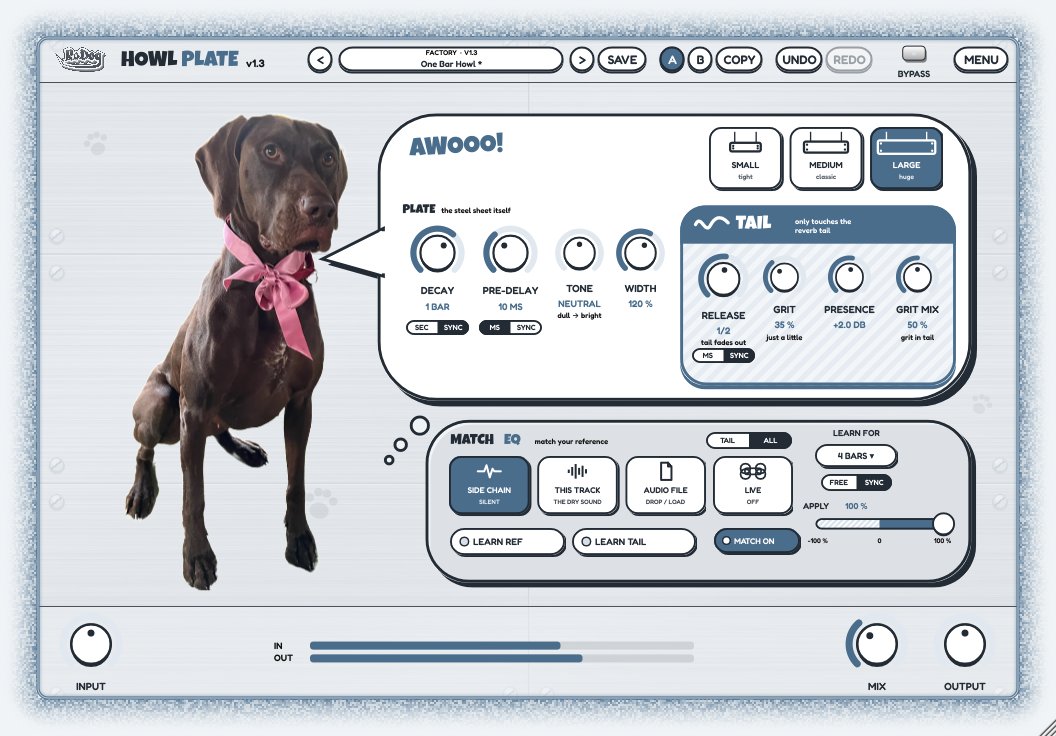 K9Dog
HOWL PLATE v1.3
<
FACTORY - V1.3
One Bar Howl *
>
SAVE
A
B
COPY
UNDO
REDO
BYPASS
MENU
AWOOO!
SMALL
tight
MEDIUM
classic
LARGE
huge
PLATE the steel sheet itself
DECAY
1 BAR
SEC SYNC
PRE-DELAY
10 MS
MS SYNC
TONE
NEUTRAL
dull → bright
WIDTH
120 %
TAIL
only touches the
reverb tail
RELEASE
1/2
tail fades out
MS SYNC
GRIT
35 %
just a little
PRESENCE
+2.0 DB
GRIT MIX
50 %
grit in tail
MATCH EQ match your reference
TAIL ALL
SIDE CHAIN
SILENT
THIS TRACK
THE DRY SOUND
AUDIO FILE
DROP / LOAD
LIVE
OFF
LEARN REF
LEARN TAIL
MATCH ON
LEARN FOR
4 BARS ▾
FREE SYNC
APPLY 100 %
-100 % 0 100 %
INPUT
IN
OUT
MIX
OUTPUT